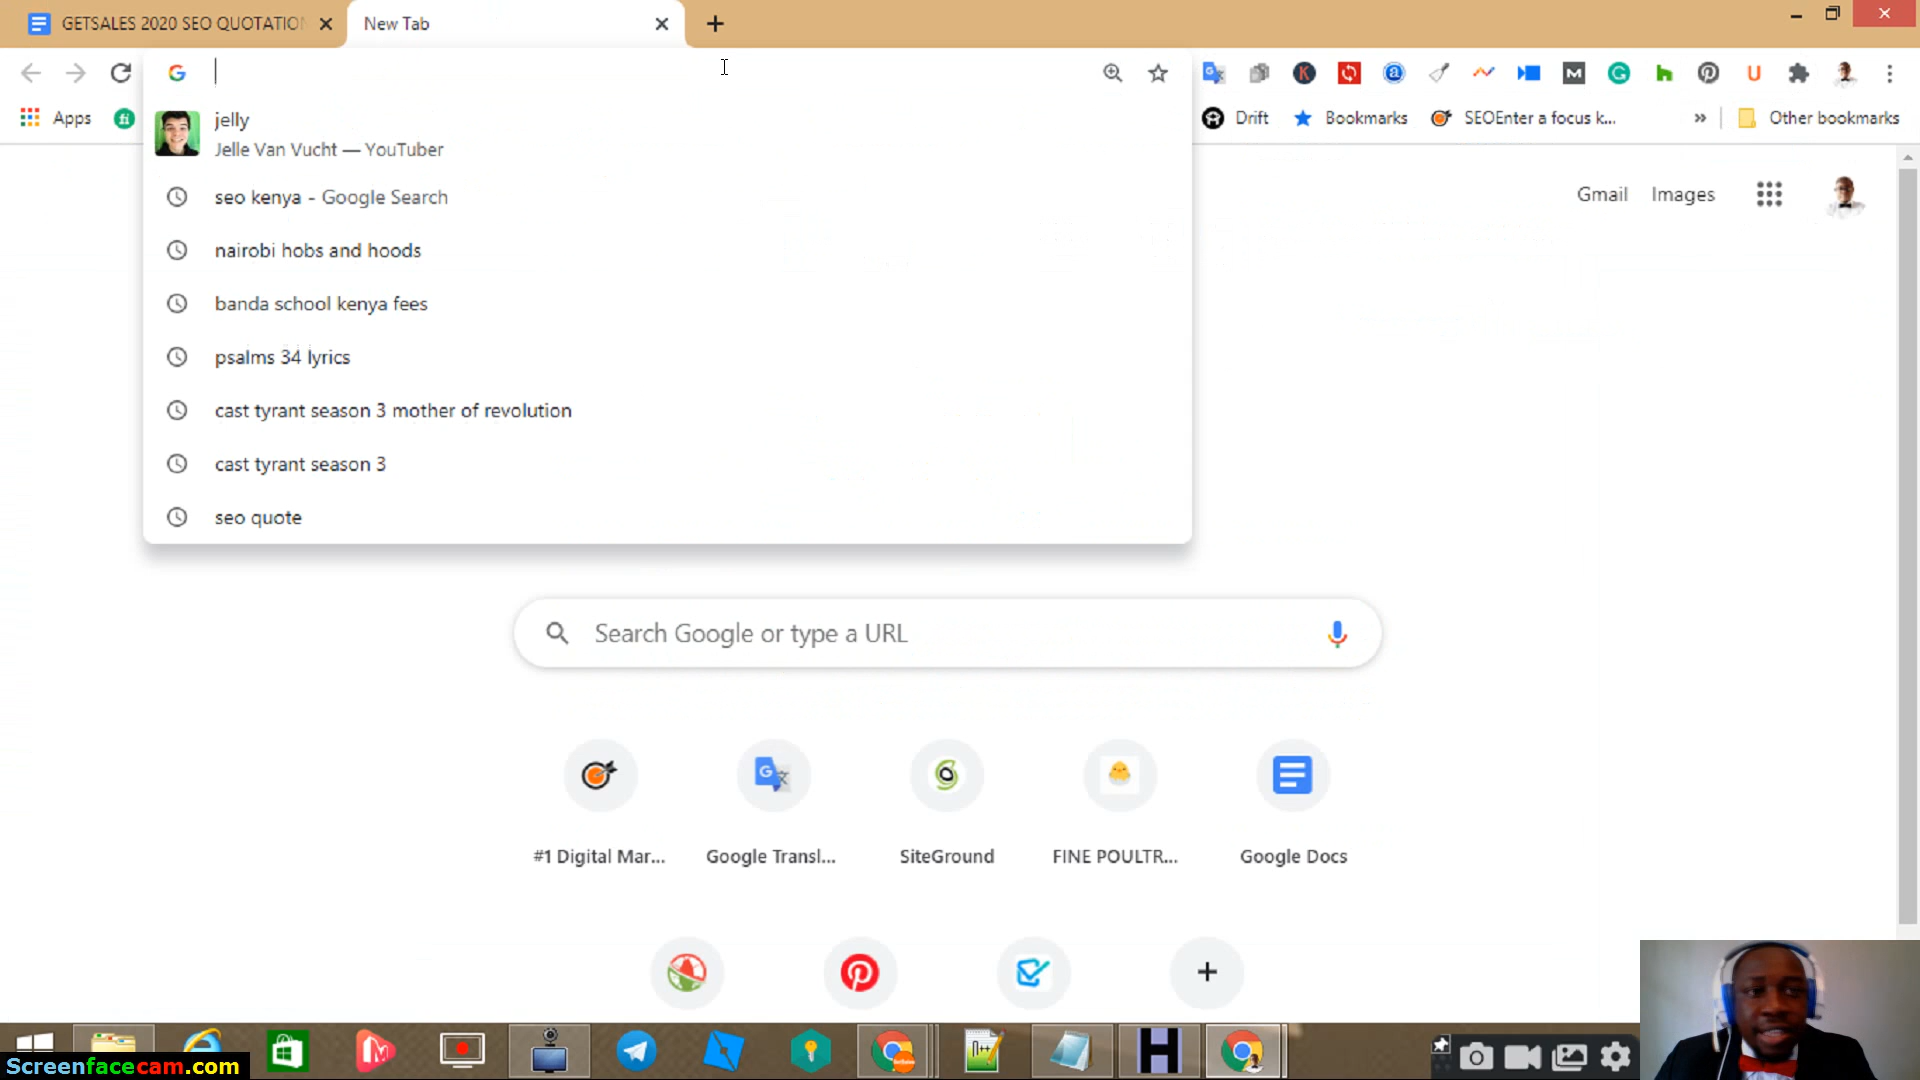 GETSALES 2020 SEO QUOTATION
New Tab
Apps
Drift
Bookmarks
SEOEnter a focus k...
Other bookmarks
jelly
Jelle Van Vucht — YouTuber
seo kenya - Google Search
nairobi hobs and hoods
banda school kenya fees
psalms 34 lyrics
cast tyrant season 3 mother of revolution
cast tyrant season 3
seo quote
Gmail
Images
Search Google or type a URL
#1 Digital Mar...
Google Transl...
SiteGround
FINE POULTR...
Google Docs
Screenfacecam.com